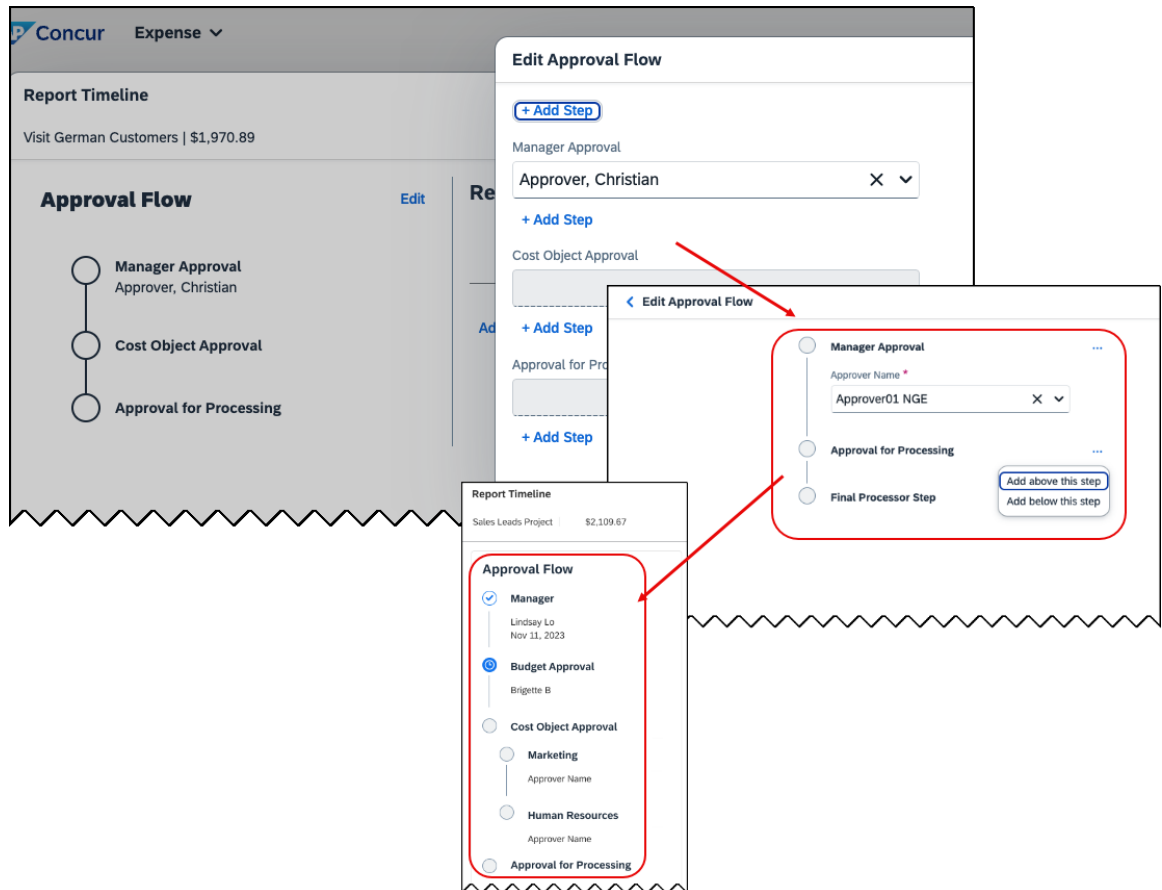 P Concur Expense
Report Timeline
Visit German Customers | $1,970.89
Approval Flow Edit
Manager Approval
Approver, Christian
Cost Object Approval
Approval for Processing
Re
Ad
Edit Approval Flow
+ Add Step
Manager Approval
Approver, Christian
+ Add Step
Cost Object Approval
+ Add Step
Approval for Pro
+ Add Step
Edit Approval Flow
Manager Approval
Approver Name *
Approver01 NGE
Approval for Processing
Add above this step
Final Processor Step
Add below this step
Report Timeline
Sales Leads Project $2,109.67
Approval Flow
Manager
Lindsay Lo
Nov 11, 2023
Budget Approval
Brigette B
Cost Object Approval
Marketing
Approver Name
Human Resources
Approver Name
Approval for Processing